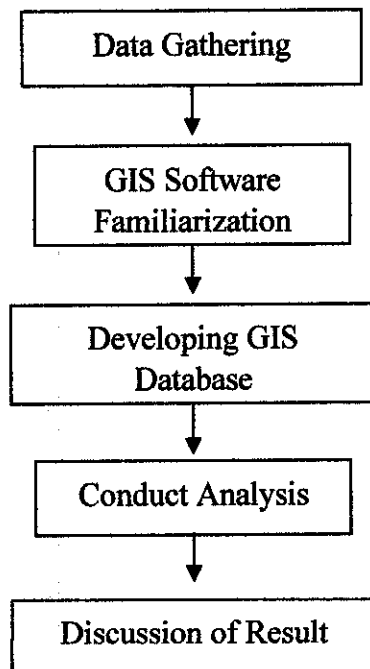 Data Gathering
GIS Software
Familiarization
Developing GIS
Database
Conduct Analysis
Discussion of Result